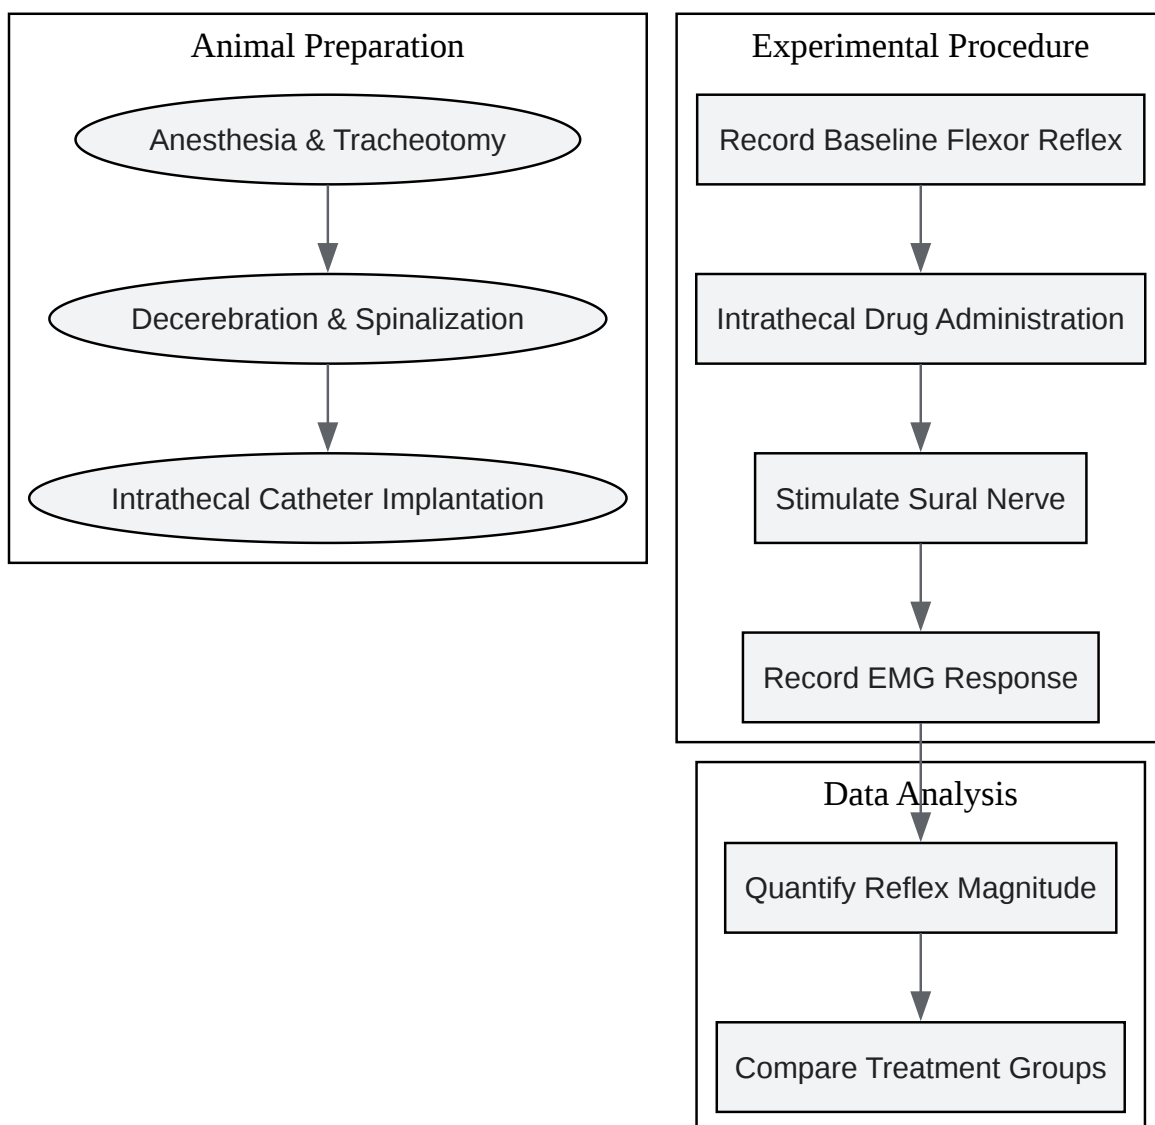 Animal Preparation
Anesthesia & Tracheotomy
Decerebration & Spinalization
Intrathecal Catheter Implantation
Experimental Procedure
Record Baseline Flexor Reflex
Intrathecal Drug Administration
Stimulate Sural Nerve
Record EMG Response
Data Analysis
Quantify Reflex Magnitude
Compare Treatment Groups